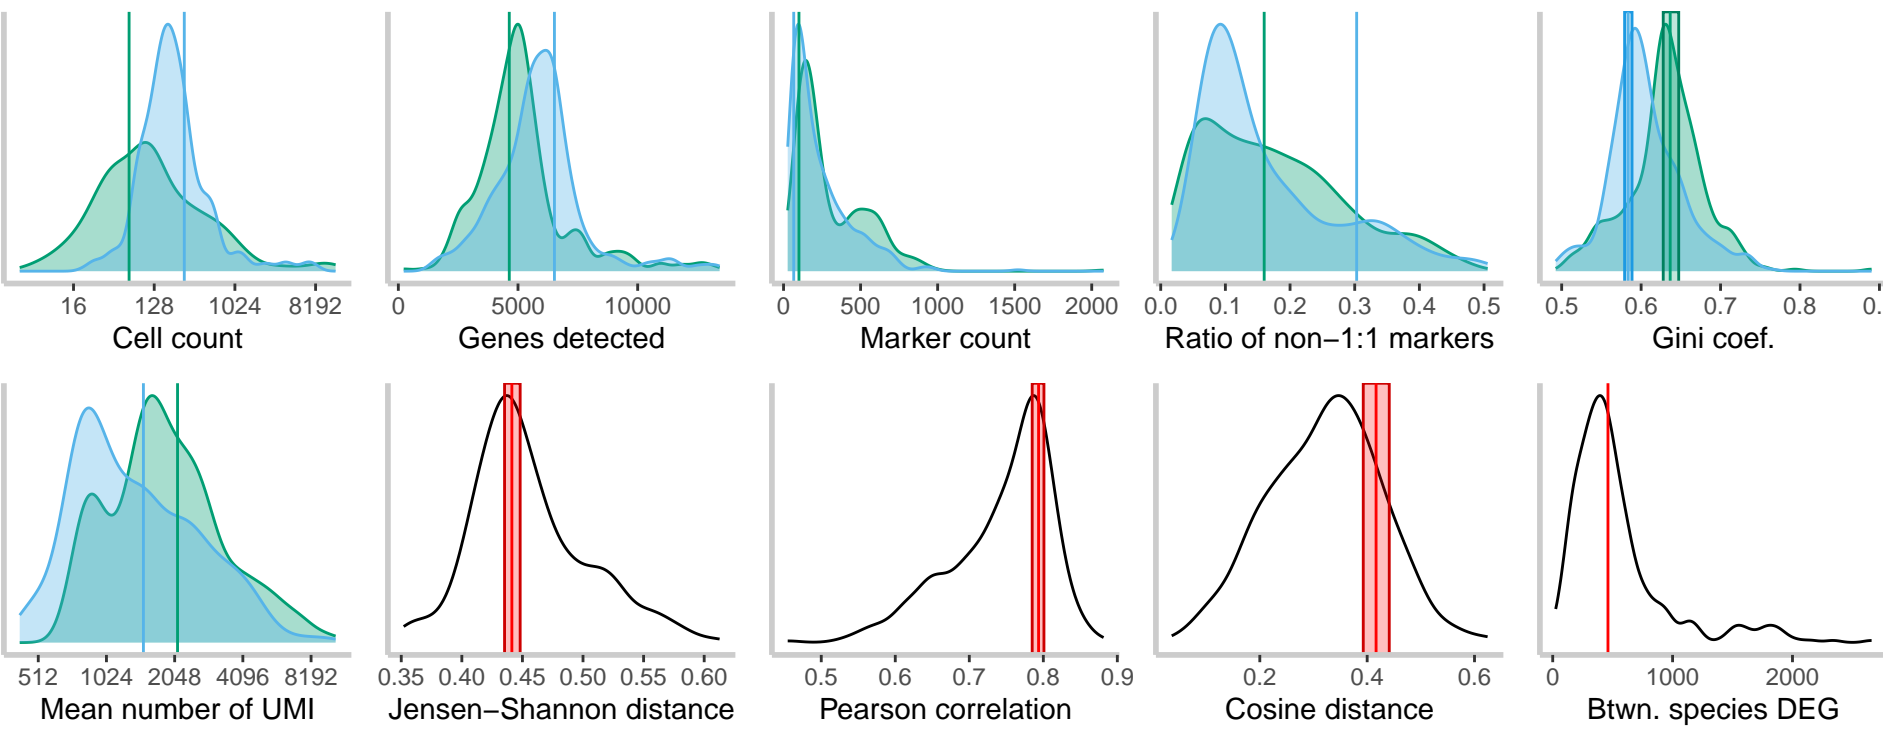 16 128 1024 8192
Cell count
0 5000 10000
Genes detected
0 500 1000 1500 2000
Marker count
0.0 0.1 0.2 0.3 0.4 0.5
Ratio of non−1:1 markers
0.5 0.6 0.7 0.8 0.
Gini coef.
512 1024 2048 4096 8192
Mean number of UMI
0.35 0.40 0.45 0.50 0.55 0.60
Jensen−Shannon distance
0.5 0.6 0.7 0.8 0.9
Pearson correlation
0.2 0.4 0.6
Cosine distance
0 1000 2000
Btwn. species DEG